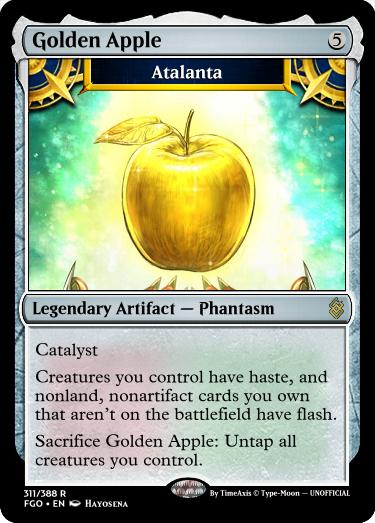 Golden Apple 5
Atalanta
Legendary Artifact — Phantasm
Catalyst
Creatures you control have haste, and
nonland, nonartifact cards you own
that aren't on the battlefield have flash.
Sacrifice Golden Apple: Untap all
creatures you control.
311/388 R
FGO • EN HAYOSENA
By TimeAxis © Type-Moon — UNOFFICIAL